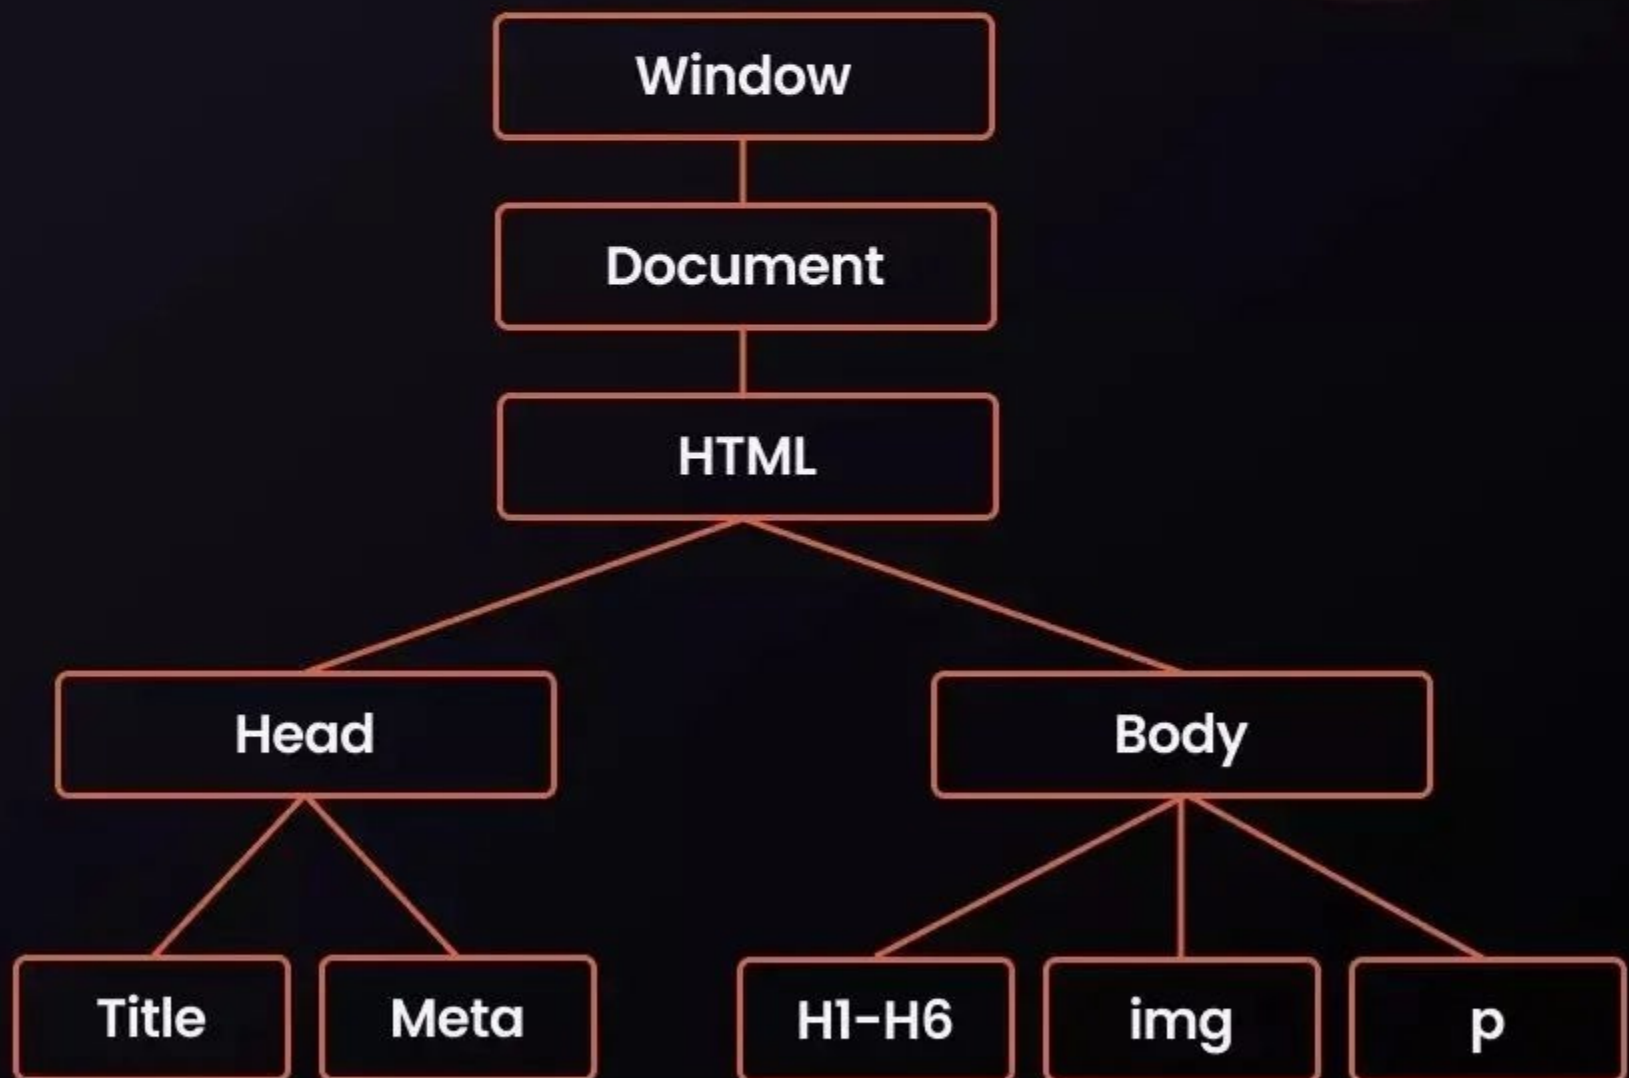 Window
Document
HTML
Head
Body
Title
Meta
H1-H6
img
p